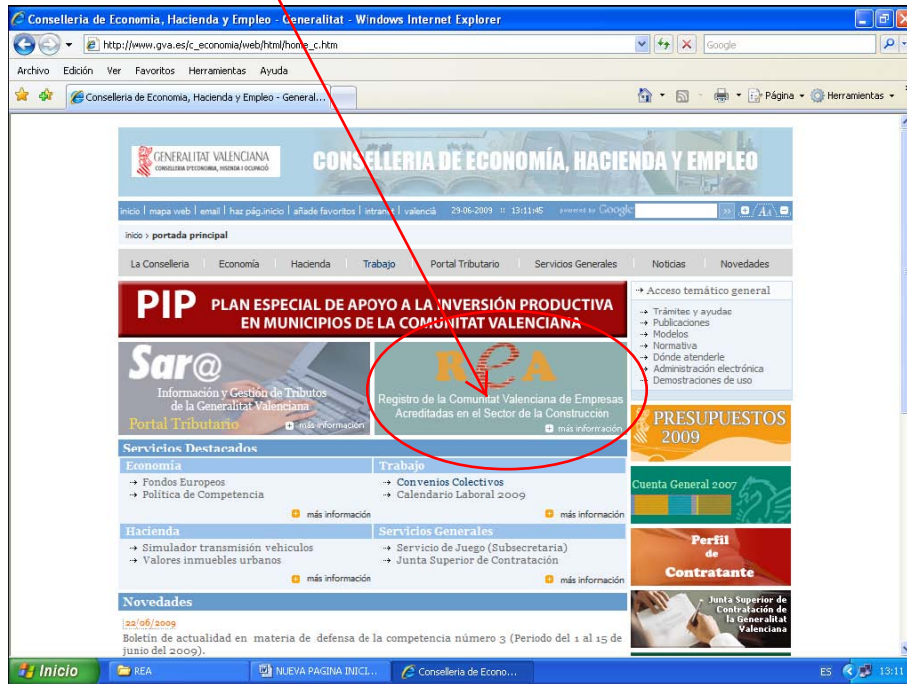 Conselleria de Economia, Hacienda y Empleo - Generalitat - Windows Internet Explorer
http://www.gva.es/c_economia/web/html/home_c.htm
Google
Archivo Edición Ver Favoritos Herramientas Ayuda
Conselleria de Economia, Hacienda y Empleo - General...
Página Herramientas
GENERALITAT VALENCIANA
CONSELLERIA D'ECONOMIA, HISENDA I OCUPACIÓ
CONSELLERIA DE ECONOMÍA, HACIENDA Y EMPLEO
inicio | mapa web | email | haz pág.inicio | añade favoritos | intranet | valencià 29-06-2009 :: 13:11:45 powered by Google
inicio > portada principal
La Conselleria Economía Hacienda Trabajo Portal Tributario Servicios Generales Noticias Novedades
PIP PLAN ESPECIAL DE APOYO A LA INVERSIÓN PRODUCTIVA
EN MUNICIPIOS DE LA COMUNITAT VALENCIANA
Sar@
Información y Gestión de Tributos
de la Generalitat Valenciana
Portal Tributario
más información
ReA
Registro de la Comunitat Valenciana de Empresas
Acreditadas en el Sector de la Construcción
más información
Acceso temático general
Trámites y ayudas
Publicaciones
Modelos
Normativa
Dónde atenderle
Administración electrónica
Demostraciones de uso
PRESUPUESTOS
2009
Servicios Destacados
Economía
Fondos Europeos
Política de Competencia
más información
Trabajo
Convenios Colectivos
Calendario Laboral 2009
más información
Cuenta General 2007
Hacienda
Simulador transmisión vehiculos
Valores inmuebles urbanos
más información
Servicios Generales
Servicio de Juego (Subsecretaria)
Junta Superior de Contratación
más información
Perfil
de
Contratante
Junta Superior de
Contratación de
la Generalitat
Valenciana
Novedades
22/06/2009
Boletin de actualidad en materia de defensa de la competencia número 3 (Periodo del 1 al 15 de
junio del 2009).
Inicio REA NUEVA PAGINA INICI... Conselleria de Econo... ES 13:11